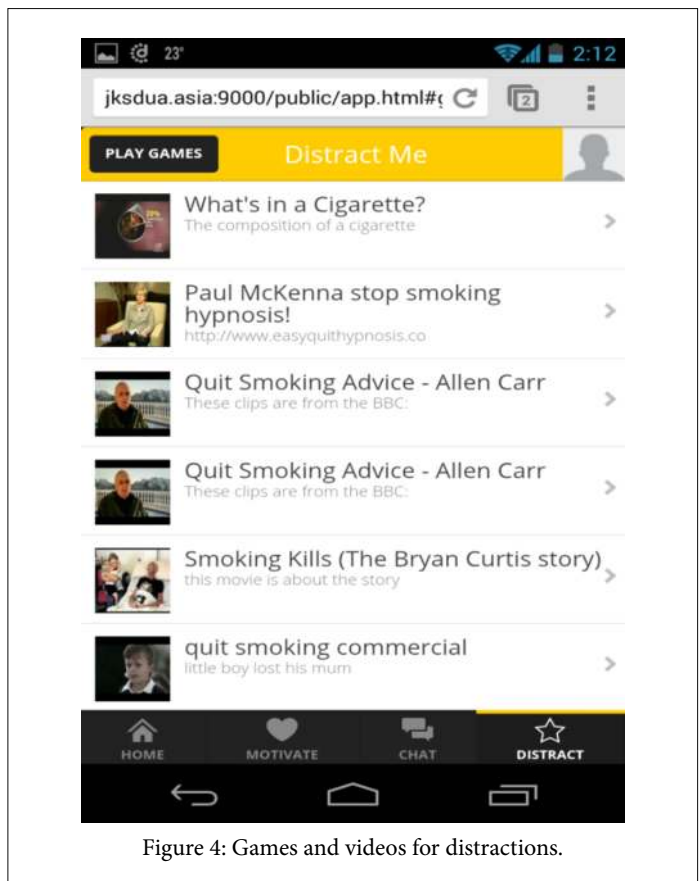 23°
2:12
jksdua.asia:9000/public/app.html#g
2
PLAY GAMES
Distract Me
What's in a Cigarette?
The composition of a cigarette
Paul McKenna stop smoking
hypnosis!
http://www.easyquithypnosis.co
Quit Smoking Advice - Allen Carr
These clips are from the BBC:
Quit Smoking Advice - Allen Carr
These clips are from the BBC:
Smoking Kills (The Bryan Curtis story)
this movie is about the story
quit smoking commercial
little boy lost his mum
HOME
MOTIVATE
CHAT
DISTRACT
Figure 4: Games and videos for distractions.